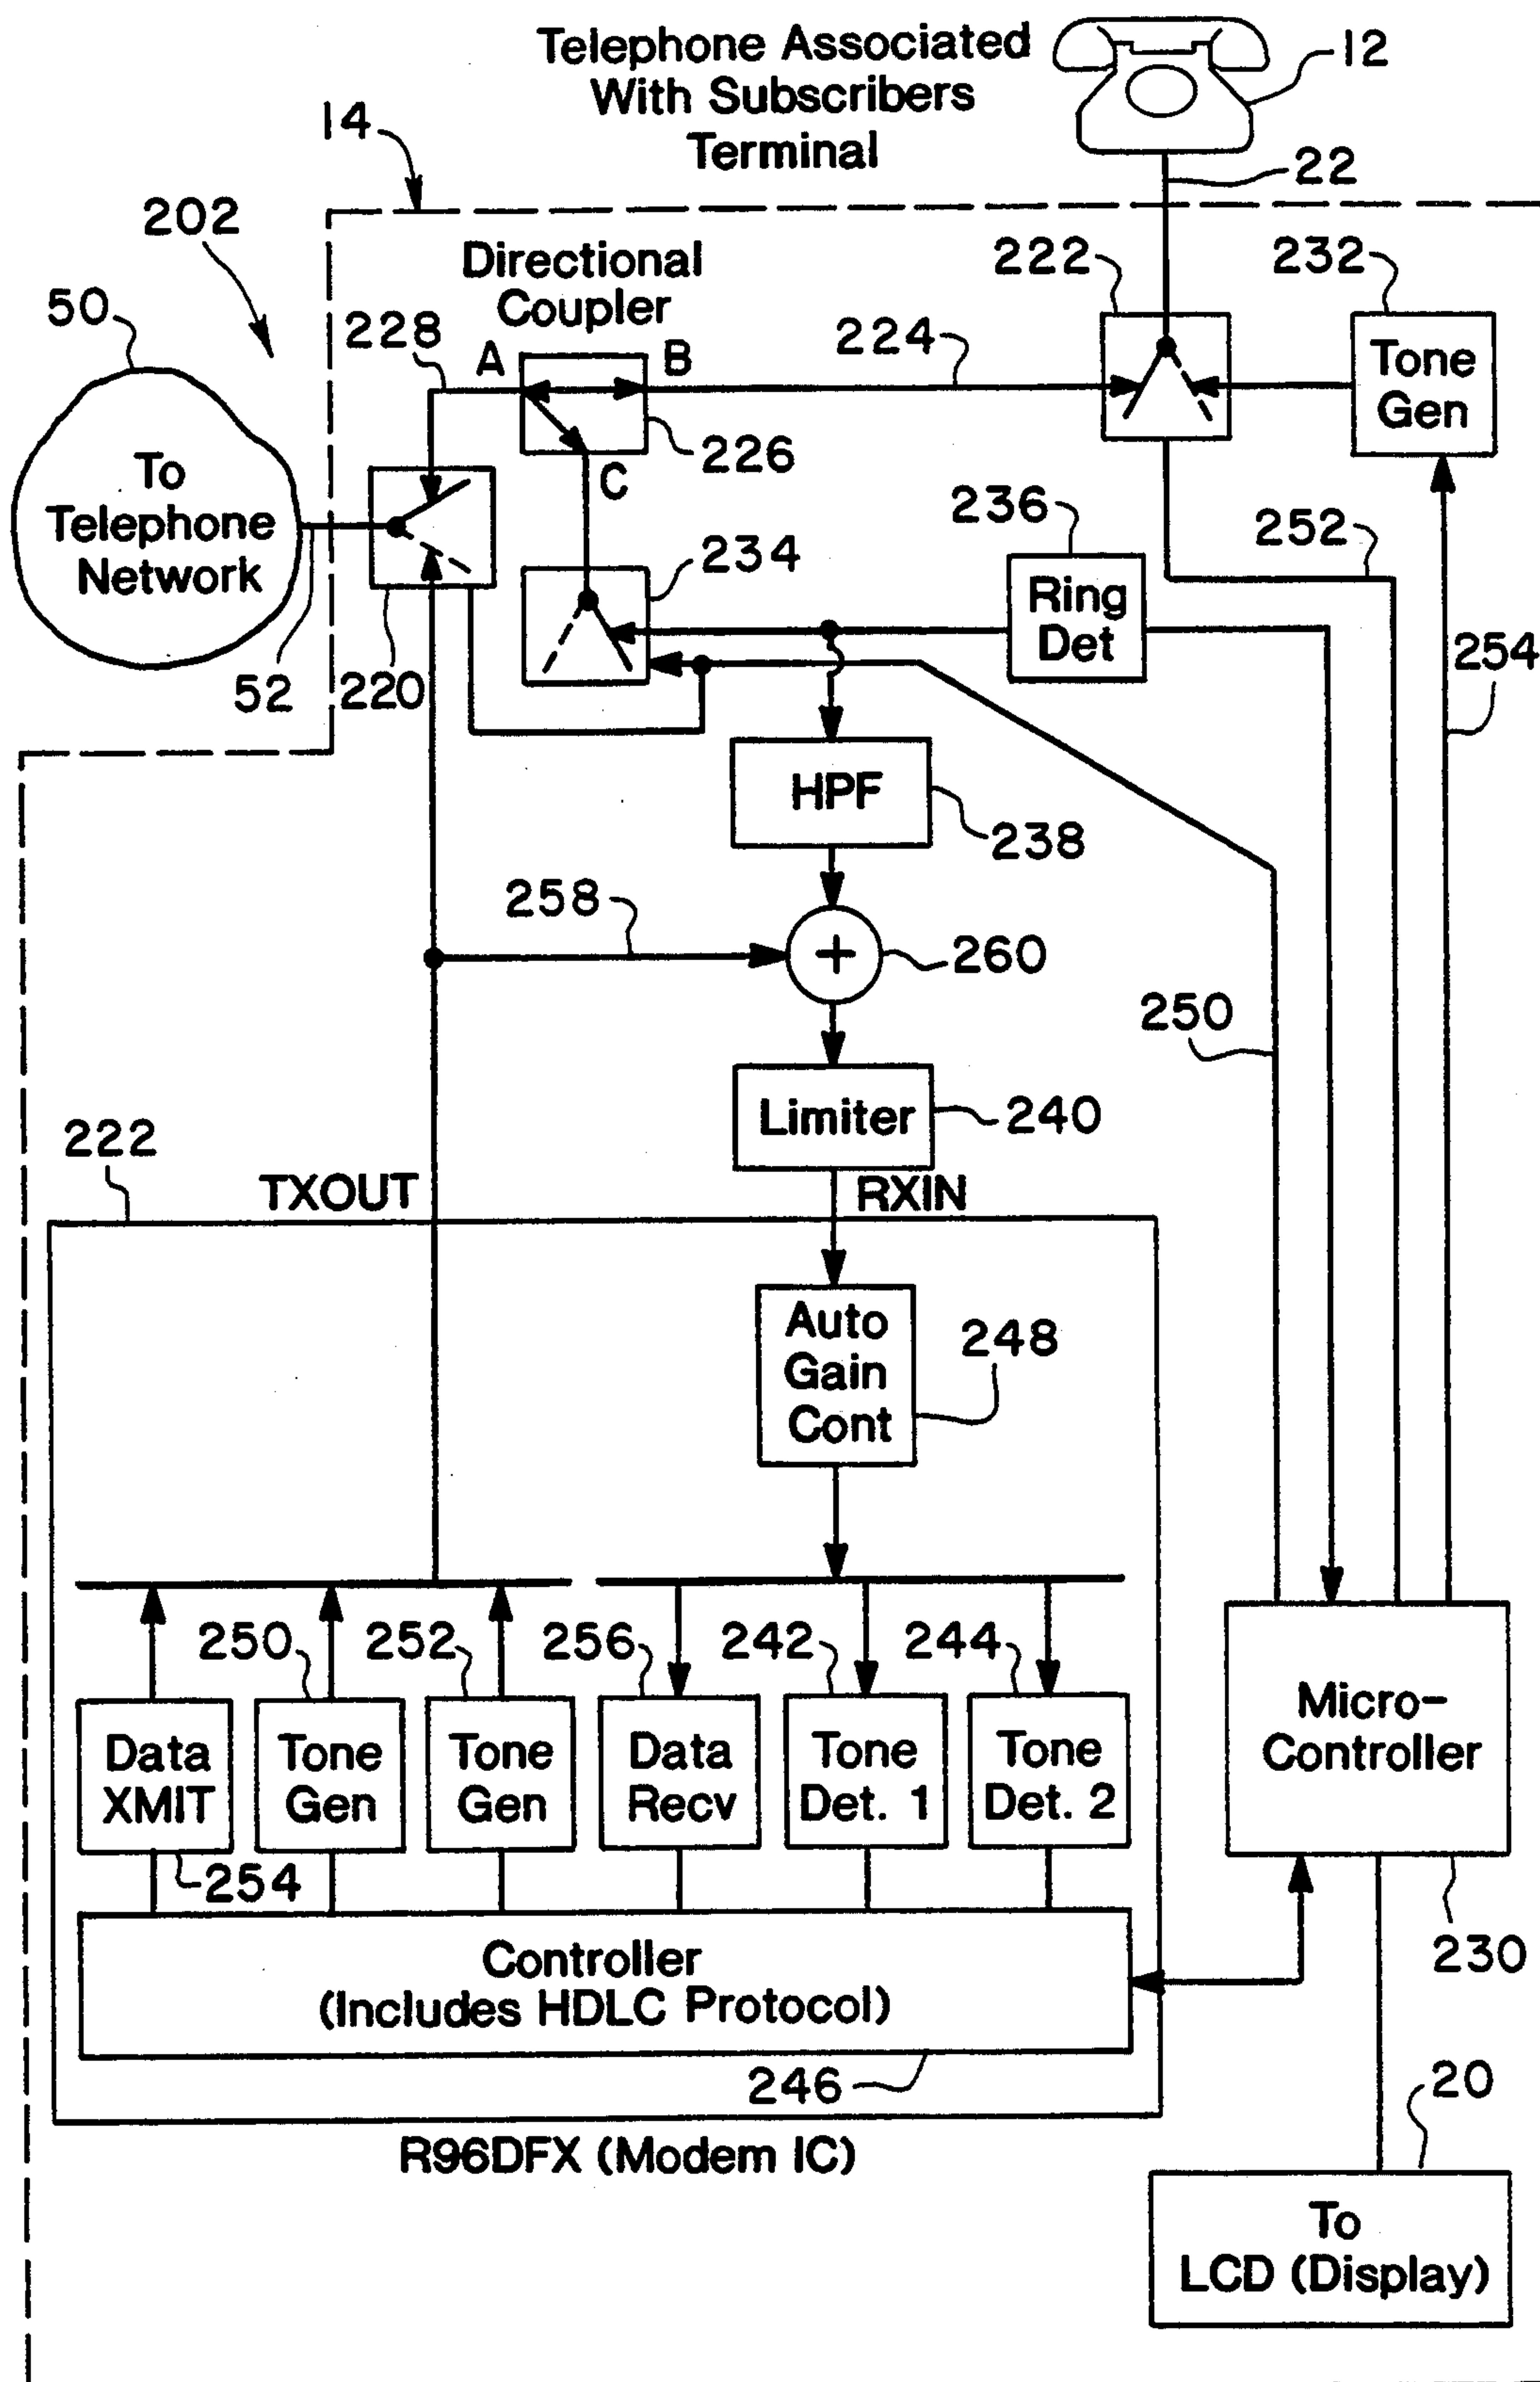 Telephone Associated
With Subscribers
Terminal
12
14
22
202
50
Directional
Coupler
222
232
228
A
B
224
Tone
Gen
226
C
To
Telephone
Network
236
252
234
Ring
Det
254
52
220
HPF
238
258
+
260
250
Limiter
240
222
TXOUT
RXIN
Auto
Gain
Cont
248
250
252
256
242
244
Data
XMIT
Tone
Gen
Tone
Gen
Data
Recv
Tone
Det. 1
Tone
Det. 2
Micro-
Controller
254
230
Controller
(Includes HDLC Protocol)
246
20
R96DFX (Modem IC)
To
LCD (Display)